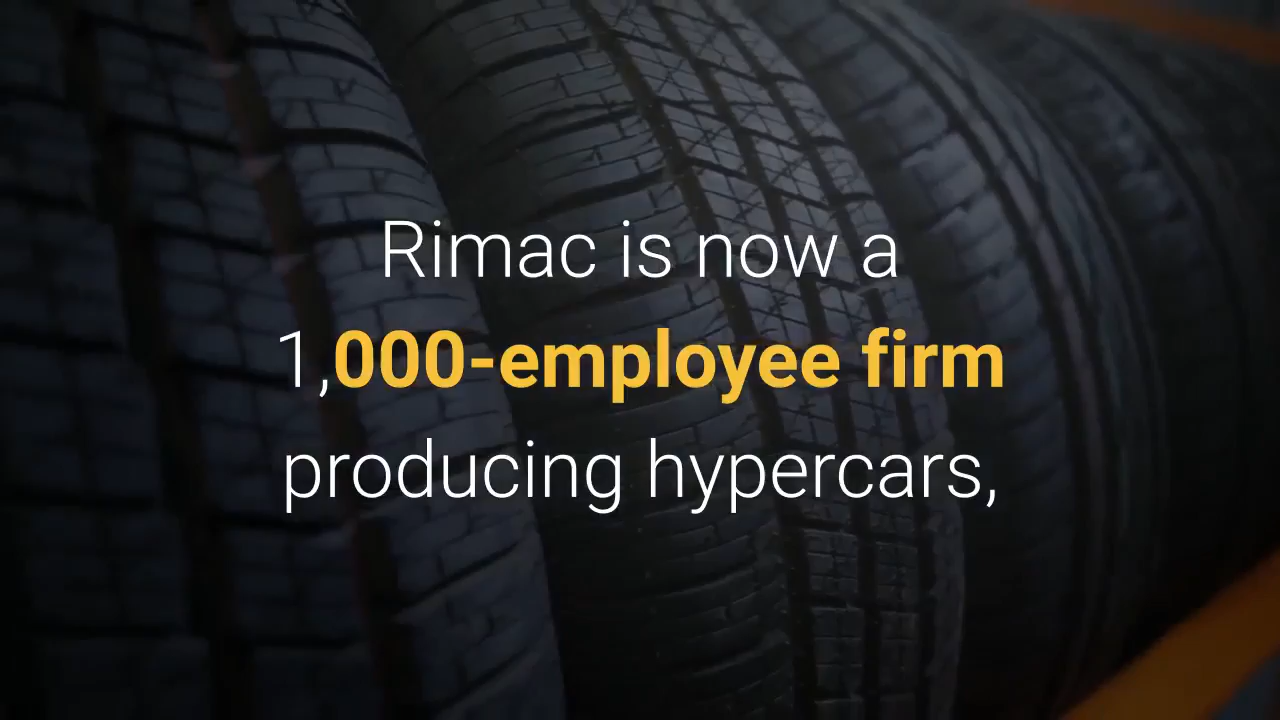 Rimac is now a
1,000-employee firm
producing hypercars,